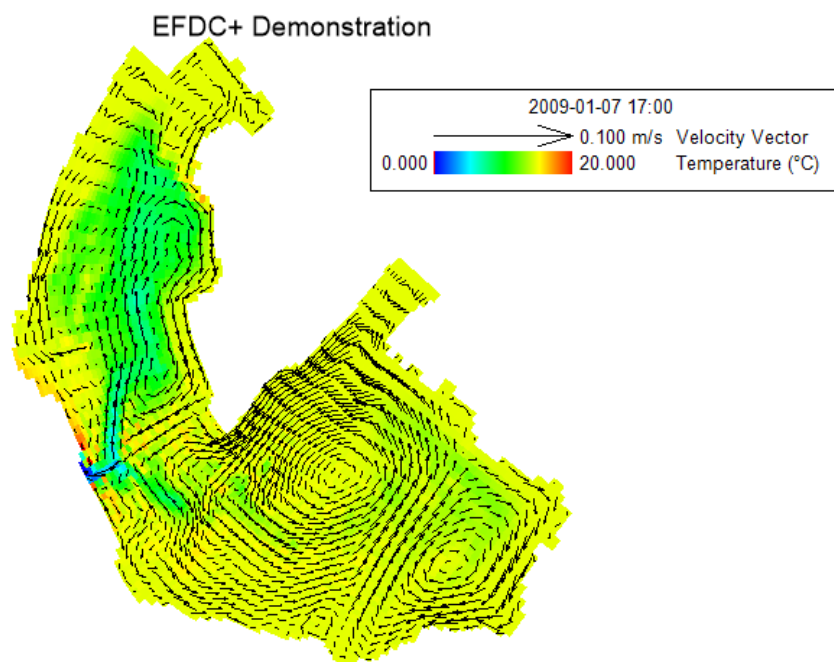 EFDC+ Demonstration
2009-01-07 17:00
0.100 m/s Velocity Vector
0.000 20.000 Temperature (°C)